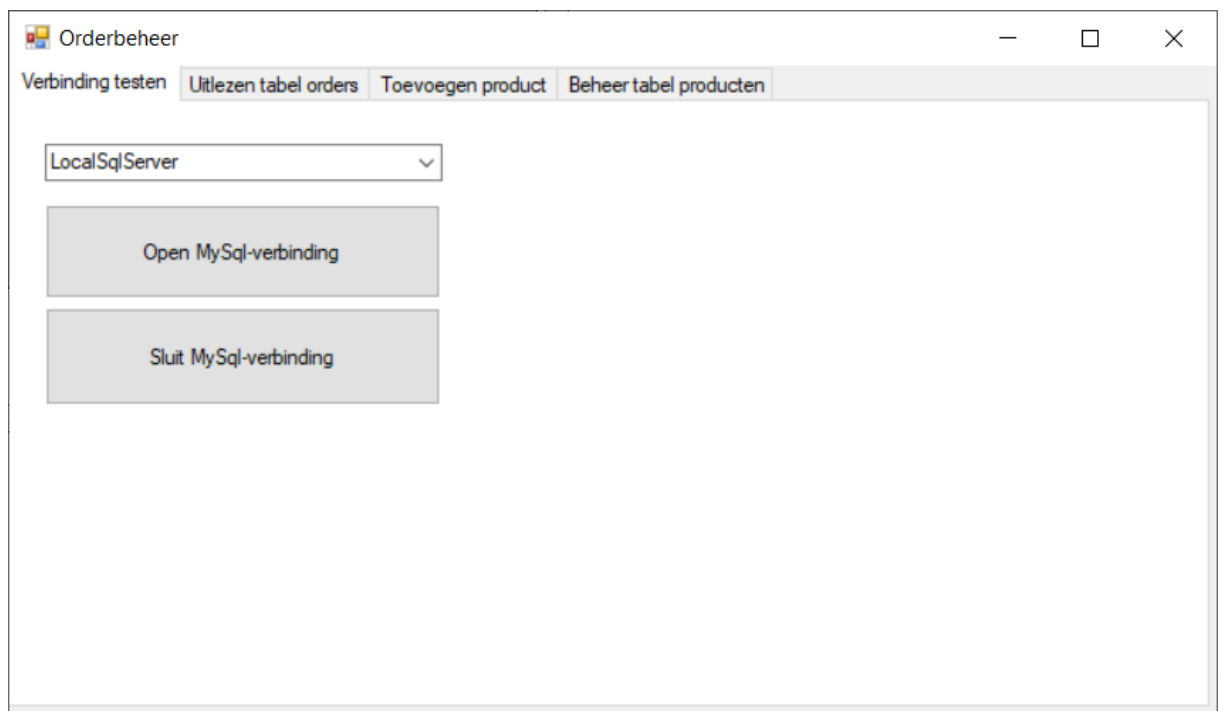 Orderbeheer
Verbinding testen Uitlezen tabel orders Toevoegen product Beheer tabel producten
LocalSqlServer
Open MySql-verbinding
Sluit MySql-verbinding